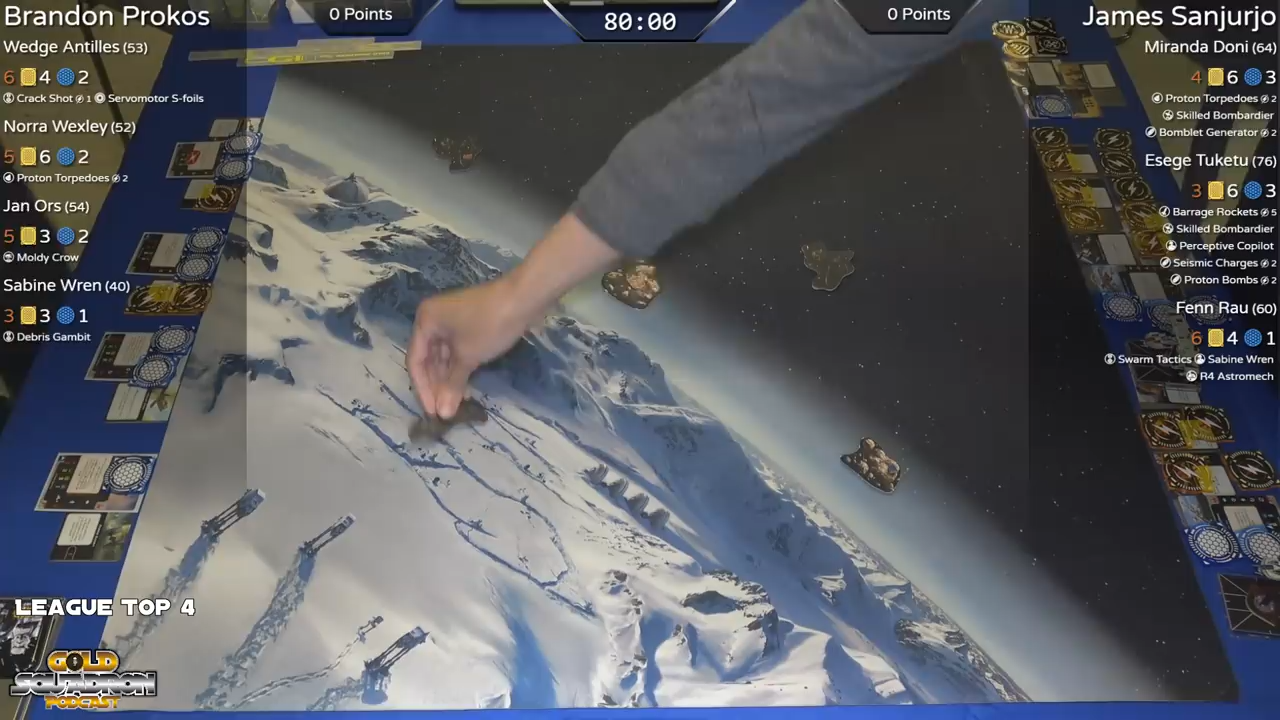 Brandon Prokos
Wedge Antilles (53)
6 4 2
Crack Shot 1 Servomotor S-foils
Norra Wexley (52)
5 6 2
Proton Torpedoes 2
Jan Ors (54)
5 3 2
Moldy Crow
Sabine Wren (40)
3 3 1
Debris Gambit
0 Points
80:00
0 Points
James Sanjurjo
Miranda Doni (64)
4 6 3
Proton Torpedoes 2
Skilled Bombardier
Bomblet Generator 2
Esege Tuketu (76)
3 6 3
Barrage Rockets 5
Skilled Bombardier
Perceptive Copilot
Seismic Charges 2
Proton Bombs 2
Fenn Rau (60)
6 4 1
Swarm Tactics Sabine Wren
R4 Astromech
LEAGUE TOP 4
GOLD
SQUADRON
PODCAST